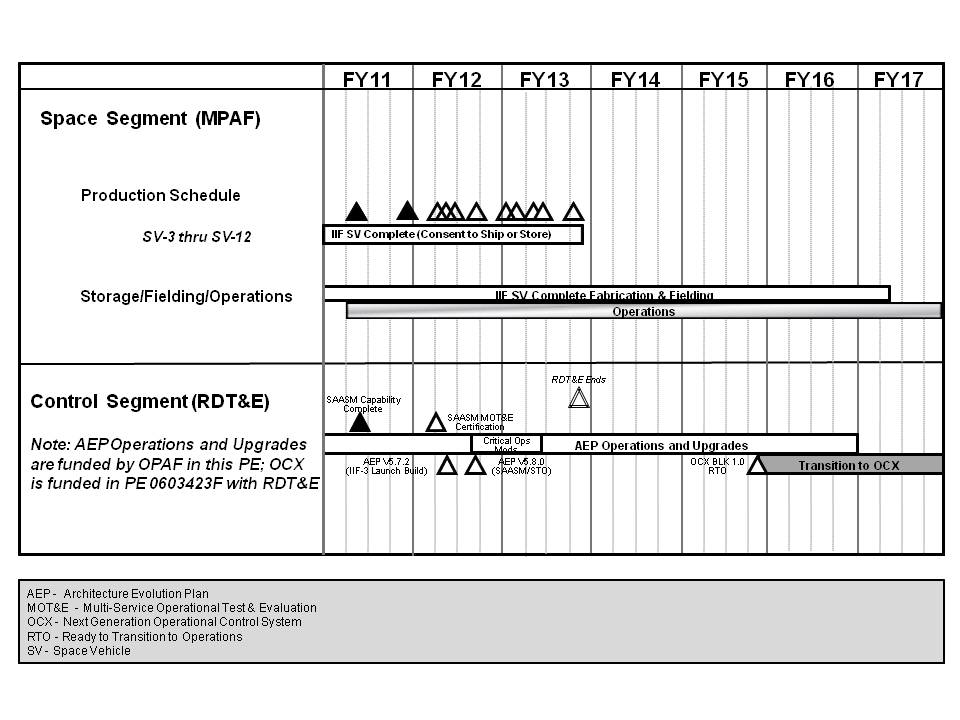 FY11 FY12 FY13 FY14 FY15 FY16 FY17
Space Segment (MPAF)
Production Schedule
SV-3 thru SV-12
IIF SV Complete (Consent to Ship or Store)
Storage/Fielding/Operations
IIF SV Complete Fabrication & Fielding
Operations
RDT&E Ends
Control Segment (RDT&E)
SAASM Capability
Complete
SAASM MOT&E
Certification
Note: AEP Operations and Upgrades
are funded by OPAF in this PE; OCX
is funded in PE 0603423F with RDT&E
Critical Ops
Mods
AEP Operations and Upgrades
AEP V5.7.2
(IIF-3 Launch Build)
AEP V5.8.0
(SAASM/STO)
OCX BLK 1.0
RTO
Transition to OCX
AEP - Architecture Evolution Plan
MOT&E - Multi-Service Operational Test & Evaluation
OCX - Next Generation Operational Control System
RTO - Ready to Transition to Operations
SV - Space Vehicle